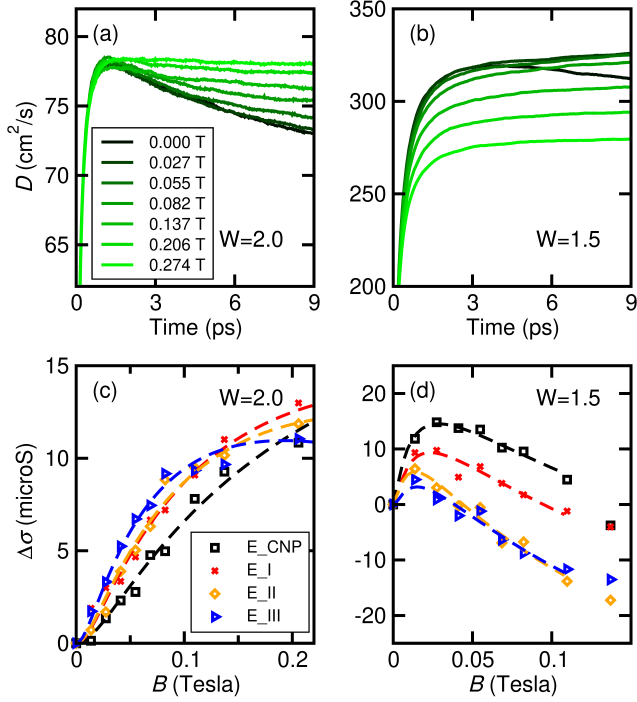 (a)
80
75
70
65
D (cm²/s)
0.000 T
0.027 T
0.055 T
0.082 T
0.137 T
0.206 T
0.274 T
W=2.0
0 3 6 9
Time (ps)
(b)
350
300
250
200
W=1.5
0 3 6 9
Time (ps)
(c)
W=2.0
15
10
5
0
Δσ (microS)
E_CNP
E_I
E_II
E_III
0 0.1 0.2
B (Tesla)
(d)
W=1.5
20
10
0
-10
-20
0 0.05 0.1
B (Tesla)